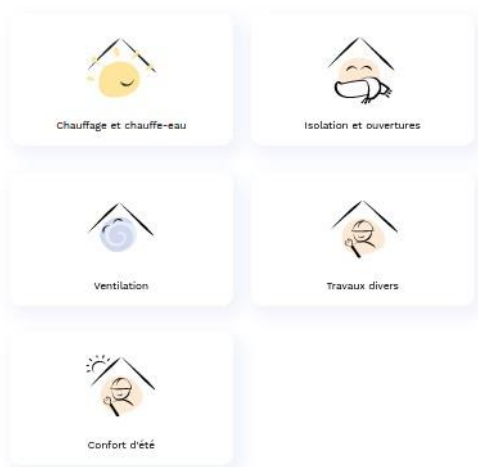 Chauffage et chauffe-eau
Isolation et ouvertures
Ventilation
Travaux divers
Confort d'été